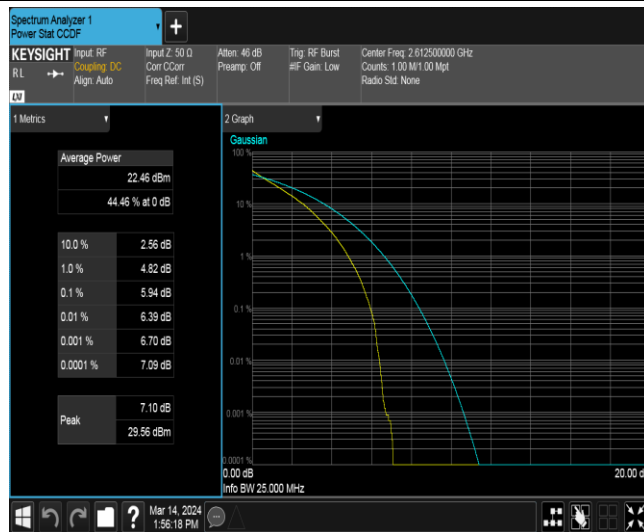 Spectrum Analyzer 1
Power Stat CCDF
KEYSIGHT
Input: RF
Input Z: 50 Ω
Atten: 46 dB
Trig: RF Burst
Center Freq: 2.612500000 GHz
RL
Coupling: DC
Corr CCorr
Preamp: Off
#IF Gain: Low
Counts: 1.00 M/1.00 Mpt
Align: Auto
Freq Ref: Int (S)
Radio Std: None
LXI
1 Metrics
Average Power
22.46 dBm
44.46 % at 0 dB
10.0 % 2.56 dB
1.0 % 4.82 dB
0.1 % 5.94 dB
0.01 % 6.39 dB
0.001 % 6.70 dB
0.0001 % 7.09 dB
Peak
7.10 dB
29.56 dBm
2 Graph
Gaussian
100 %
10 %
1 %
0.1 %
0.01 %
0.001 %
0.0001 %
0.00 dB
20.00 d
Info BW 25.000 MHz
Mar 14, 2024
1:56:18 PM